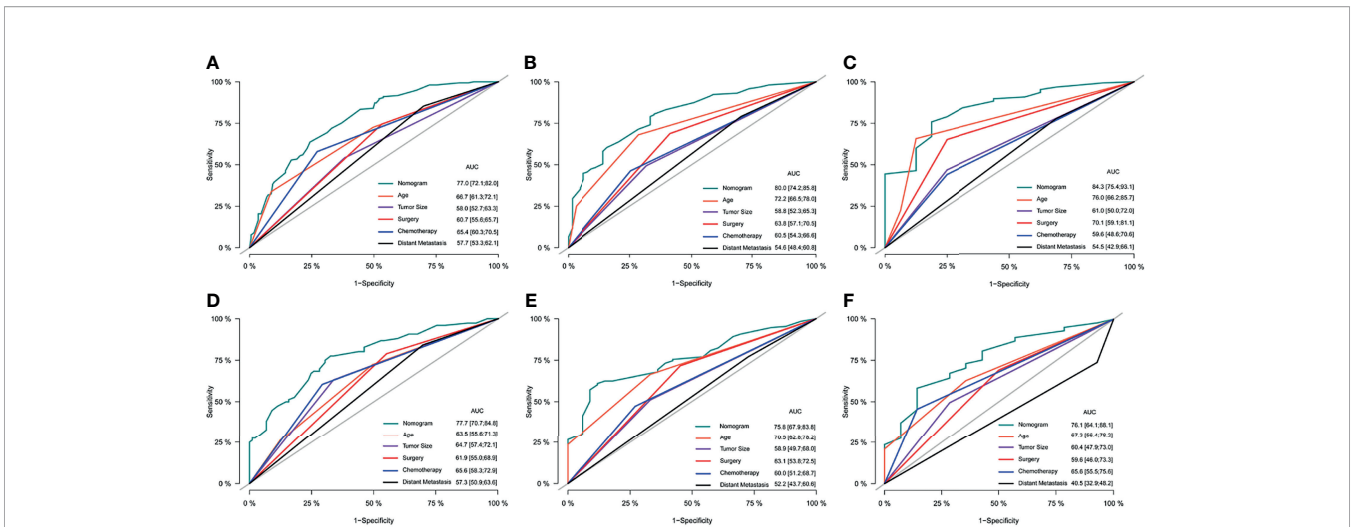 A
100 %
75 %
50 %
25 %
0 %
Sensitivity
AUC
Nomogram 77.0 [72.1;82.0]
Age 66.7 [61.3;72.1]
Tumor Size 58.0 [52.7;63.3]
Surgery 60.7 [55.6;65.7]
Chemotherapy 65.4 [60.3;70.5]
Distant Metastasis 57.7 [53.3;62.1]
0 % 25 % 50 % 75 % 100 %
1−Specificity
B
100 %
75 %
50 %
25 %
0 %
Sensitivity
AUC
Nomogram 80.0 [74.2;85.8]
Age 72.2 [66.5;78.0]
Tumor Size 58.8 [52.3;65.3]
Surgery 63.8 [57.1;70.5]
Chemotherapy 60.5 [54.3;66.6]
Distant Metastasis 54.6 [48.4;60.8]
0 % 25 % 50 % 75 % 100 %
1−Specificity
C
100 %
75 %
50 %
25 %
0 %
Sensitivity
AUC
Nomogram 84.3 [75.4;93.1]
Age 76.0 [66.2;85.7]
Tumor Size 61.0 [50.0;72.0]
Surgery 70.1 [59.1;81.1]
Chemotherapy 59.6 [48.6;70.6]
Distant Metastasis 54.5 [42.9;66.1]
0 % 25 % 50 % 75 % 100 %
1−Specificity
D
100 %
75 %
50 %
25 %
0 %
Sensitivity
AUC
Nomogram 77.7 [70.7;84.8]
Age 63.5 [55.6;71.3]
Tumor Size 64.7 [57.4;72.1]
Surgery 61.9 [55.0;68.9]
Chemotherapy 65.6 [58.3;72.9]
Distant Metastasis 57.3 [50.9;63.6]
0 % 25 % 50 % 75 % 100 %
1−Specificity
E
100 %
75 %
50 %
25 %
0 %
Sensitivity
AUC
Nomogram 75.8 [67.9;83.8]
Age 70.5 [62.8;78.2]
Tumor Size 58.9 [49.7;68.0]
Surgery 63.1 [53.8;72.5]
Chemotherapy 60.0 [51.2;68.7]
Distant Metastasis 52.2 [43.7;60.6]
0 % 25 % 50 % 75 % 100 %
1−Specificity
F
100 %
75 %
50 %
25 %
0 %
Sensitivity
AUC
Nomogram 76.1 [64.1;88.1]
Age
Tumor Size 60.4 [47.9;73.0]
Surgery 59.6 [46.0;73.3]
Chemotherapy 65.6 [55.5;75.6]
Distant Metastasis 40.5 [32.9;48.2]
0 % 25 % 50 % 75 % 100 %
1−Specificity